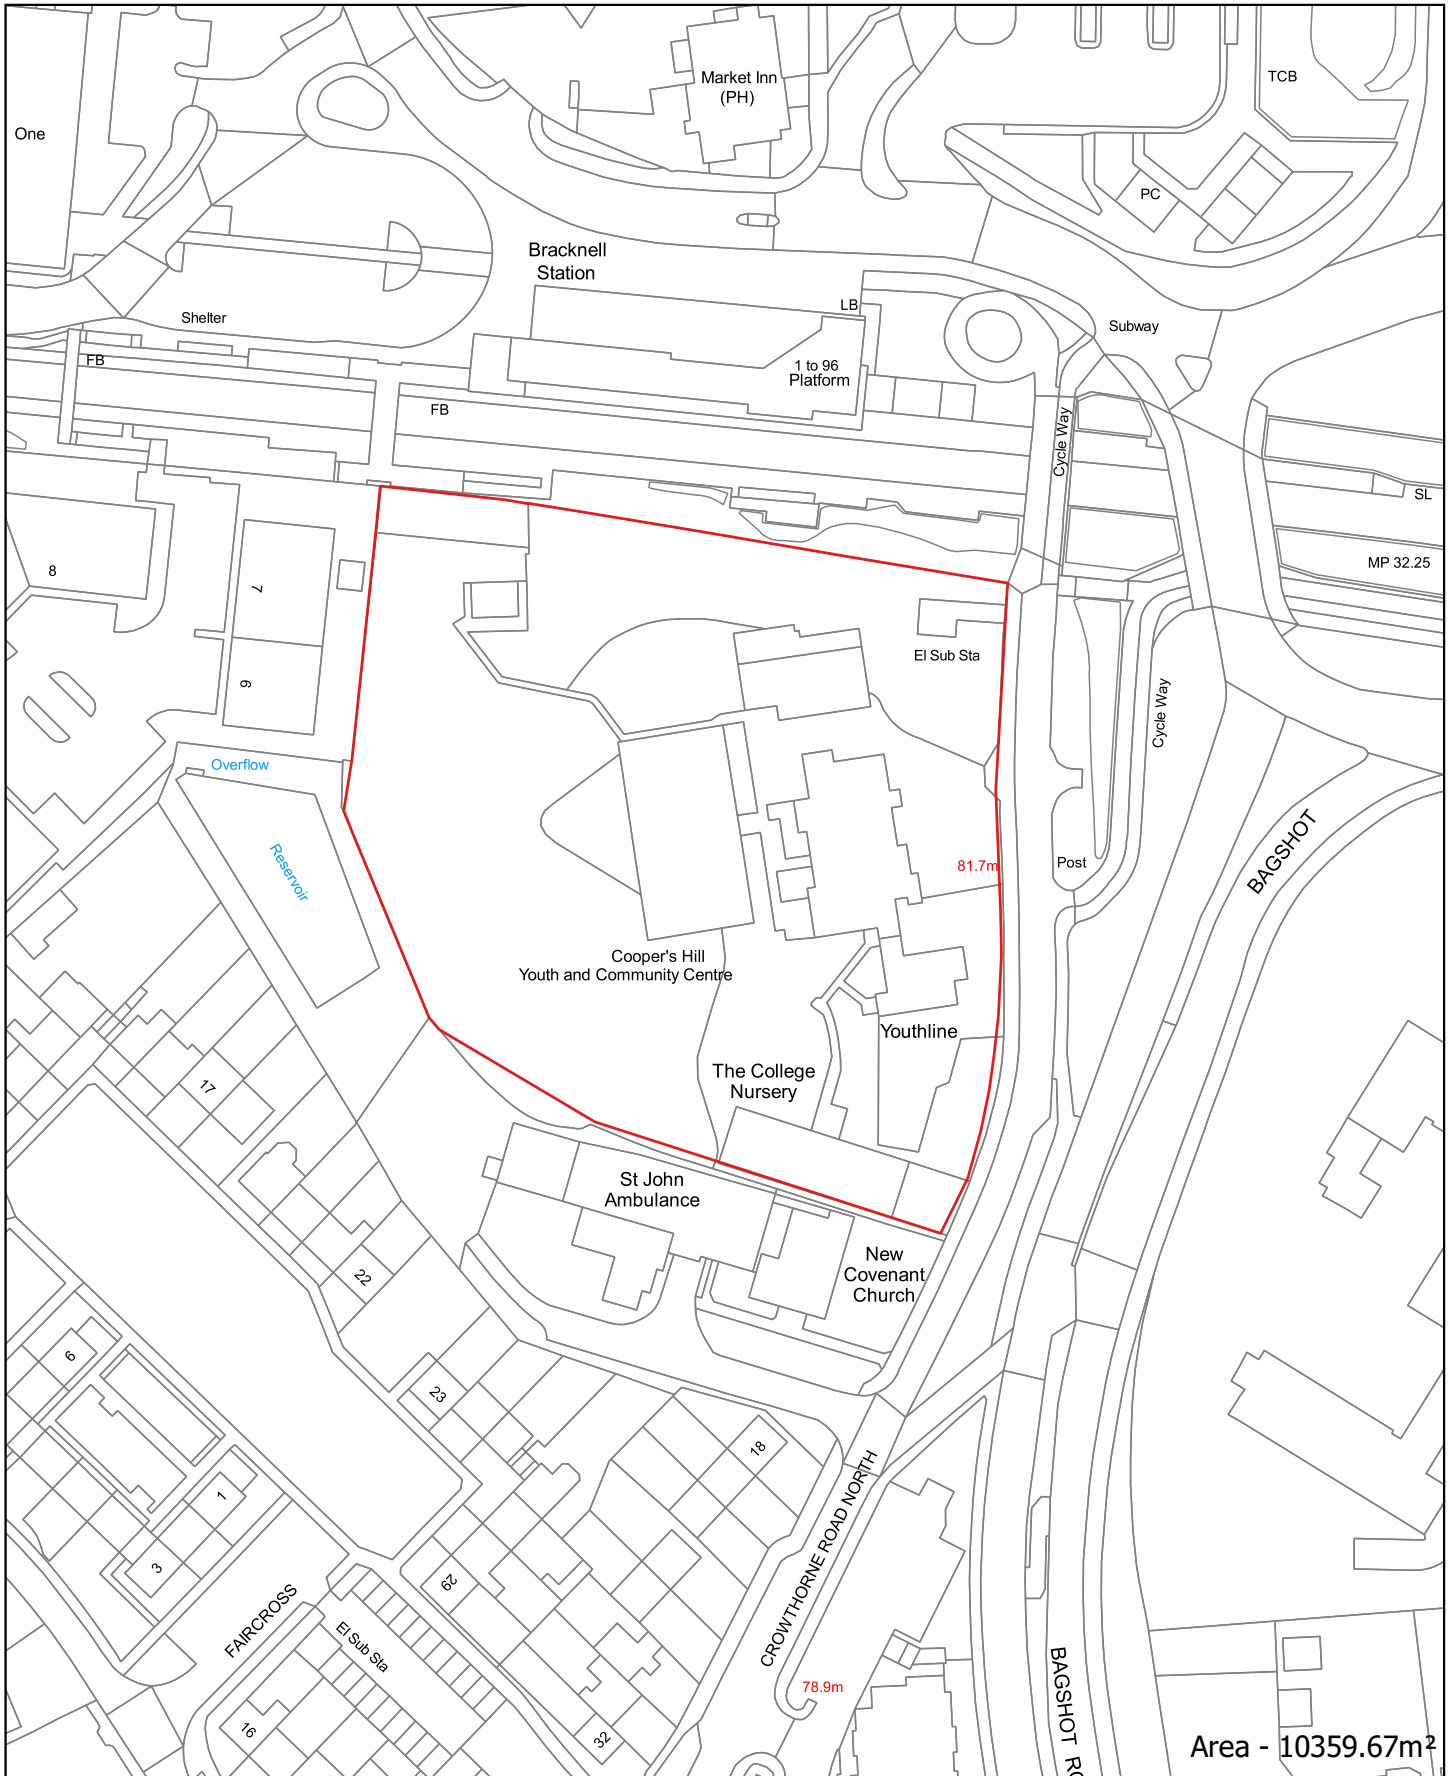 Market Inn
(PH)
TCB
One
PC
Bracknell
Station
LB
Shelter
Subway
FB
1 to 96
Platform
FB
Cycle Way
SL
MP 32.25
8
7
6
El Sub Sta
Cycle Way
Overflow
BAGSHOT
Reservoir
81.7m
Post
Cooper's Hill
Youth and Community Centre
Youthline
The College
Nursery
17
St John
Ambulance
New
Covenant
Church
22
6
23
18
1
CROWTHORNE ROAD NORTH
3
29
FAIRCROSS
El Sub Sta
BAGSHOT RO
78.9m
16
32
Area - 10359.67m²